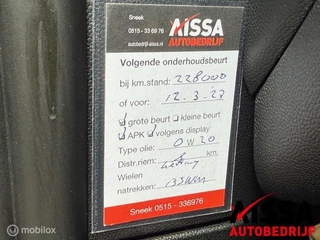 Sneek
0515 - 33 69 76
autobedrijf-aissa.nl
AISSA
AUTOBEDRIJF
Volgende onderhoudsbeurt
bij km.stand: 228000
of voor: 12-3-27
grote beurt kleine beurt
APK volgens display
Type olie: 0W20
Distr.riem: ketting km.
Wielen
natrekken: 135Nm
Sneek 0515 - 336976
mobilox
AISSA
AUTOBEDRIJF